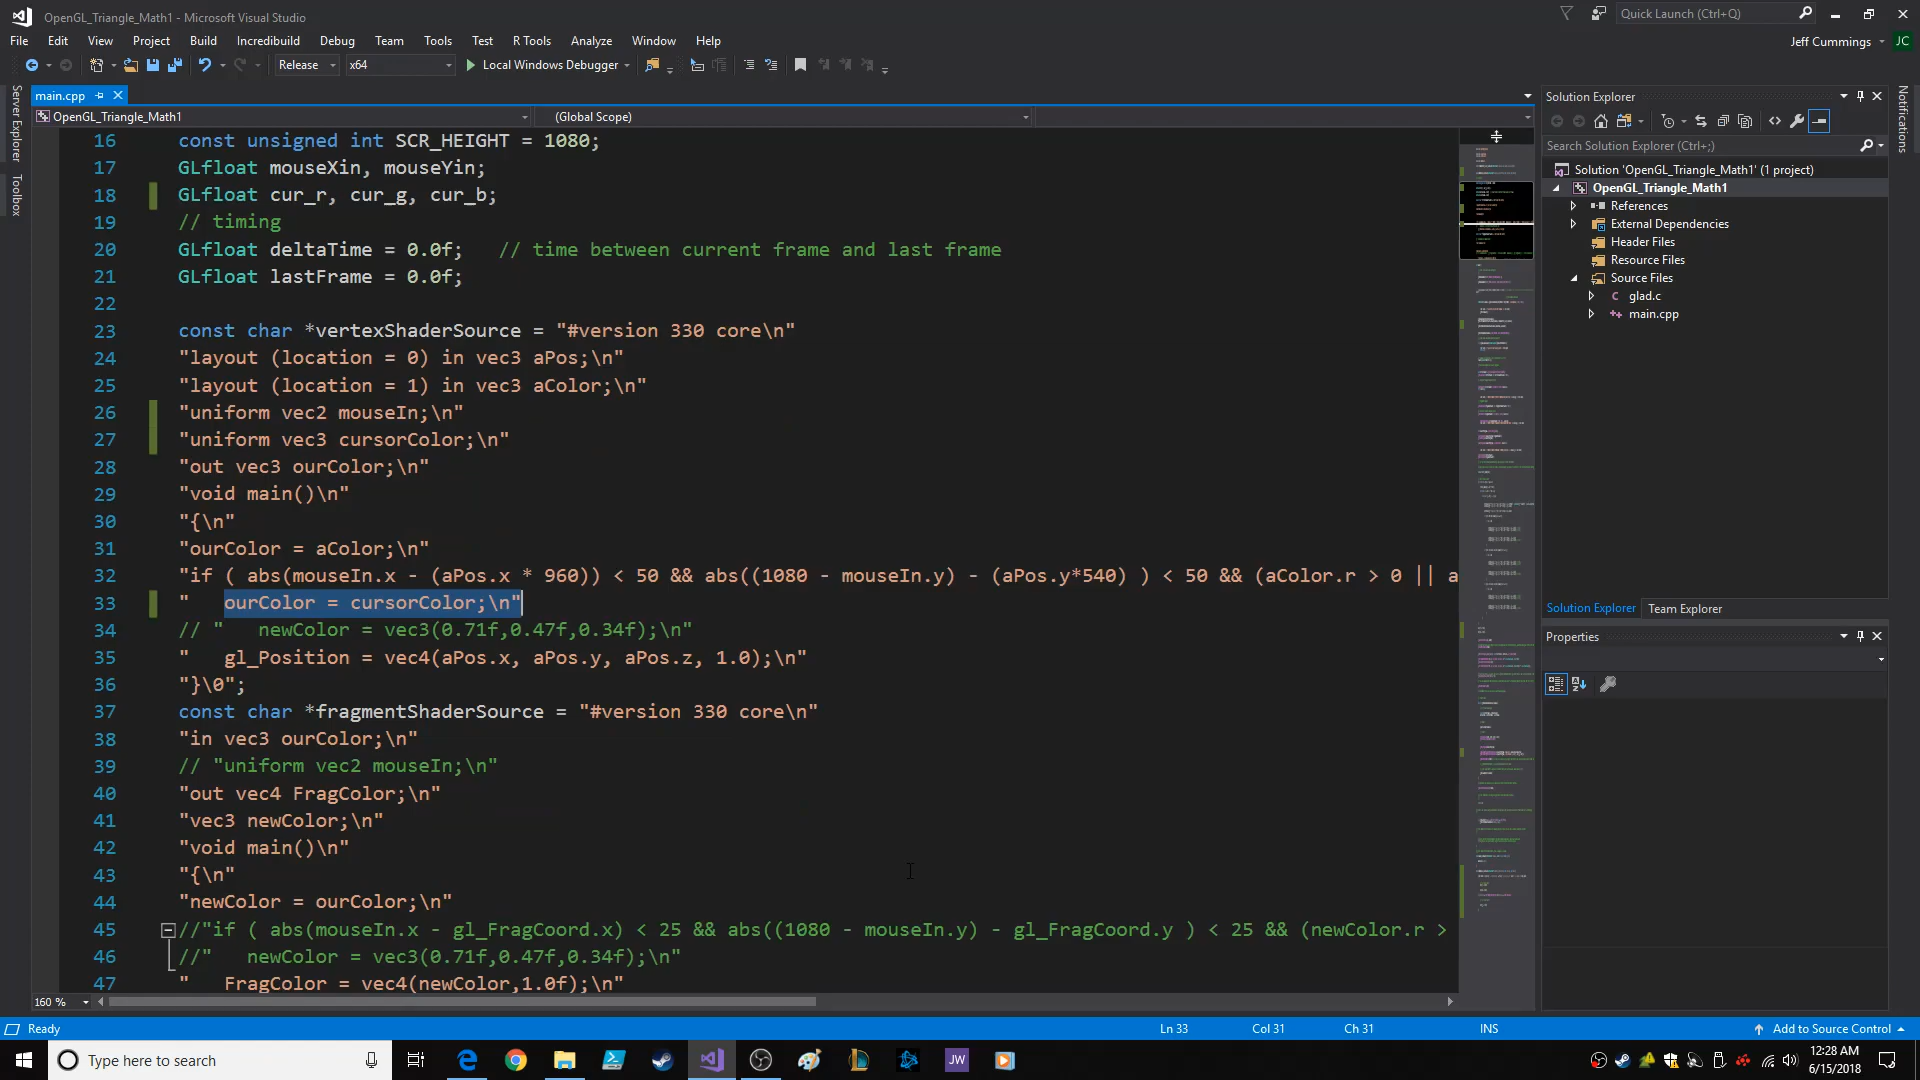 OpenGL_Triangle_Math1 - Microsoft Visual Studio
Quick Launch (Ctrl+Q)
File Edit View Project Build Incredibuild Debug Team Tools Test R Tools Analyze Window Help
Jeff Cummings JC
Release x64 Local Windows Debugger
Server Explorer
Toolbox
main.cpp
OpenGL_Triangle_Math1 (Global Scope)
16 const unsigned int SCR_HEIGHT = 1080;
17 GLfloat mouseXin, mouseYin;
18 GLfloat cur_r, cur_g, cur_b;
19 // timing
20 GLfloat deltaTime = 0.0f; // time between current frame and last frame
21 GLfloat lastFrame = 0.0f;
22
23 const char *vertexShaderSource = "#version 330 core\n"
24 "layout (location = 0) in vec3 aPos;\n"
25 "layout (location = 1) in vec3 aColor;\n"
26 "uniform vec2 mouseIn;\n"
27 "uniform vec3 cursorColor;\n"
28 "out vec3 ourColor;\n"
29 "void main()\n"
30 "{\n"
31 "ourColor = aColor;\n"
32 "if ( abs(mouseIn.x - (aPos.x * 960)) < 50 && abs((1080 - mouseIn.y) - (aPos.y*540) ) < 50 && (aColor.r > 0 || a
33 " ourColor = cursorColor;\n"
34 // " newColor = vec3(0.71f,0.47f,0.34f);\n"
35 " gl_Position = vec4(aPos.x, aPos.y, aPos.z, 1.0);\n"
36 "}\0";
37 const char *fragmentShaderSource = "#version 330 core\n"
38 "in vec3 ourColor;\n"
39 // "uniform vec2 mouseIn;\n"
40 "out vec4 FragColor;\n"
41 "vec3 newColor;\n"
42 "void main()\n"
43 "{\n"
44 "newColor = ourColor;\n"
45 //"if ( abs(mouseIn.x - gl_FragCoord.x) < 25 && abs((1080 - mouseIn.y) - gl_FragCoord.y ) < 25 && (newColor.r >
46 //" newColor = vec3(0.71f,0.47f,0.34f);\n"
47 " FragColor = vec4(newColor,1.0f);\n"
160 %
Solution Explorer
Search Solution Explorer (Ctrl+;)
Solution 'OpenGL_Triangle_Math1' (1 project)
OpenGL_Triangle_Math1
References
External Dependencies
Header Files
Resource Files
Source Files
glad.c
main.cpp
Solution Explorer Team Explorer
Properties
Notifications
Ready Ln 33 Col 31 Ch 31 INS Add to Source Control
Type here to search
JW
12:28 AM
6/15/2018